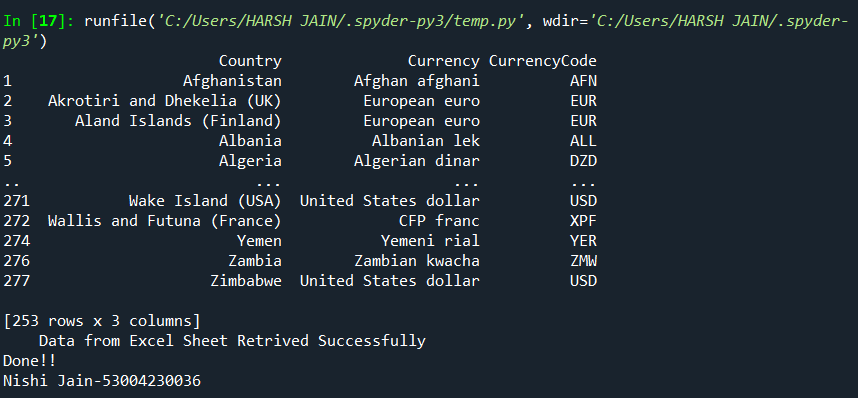 In [17]: runfile('C:/Users/HARSH JAIN/.spyder-py3/temp.py', wdir='C:/Users/HARSH JAIN/.spyder-
py3')
Country Currency CurrencyCode
1 Afghanistan Afghan afghani AFN
2 Akrotiri and Dhekelia (UK) European euro EUR
3 Aland Islands (Finland) European euro EUR
4 Albania Albanian lek ALL
5 Algeria Algerian dinar DZD
.. ... ... ...
271 Wake Island (USA) United States dollar USD
272 Wallis and Futuna (France) CFP franc XPF
274 Yemen Yemeni rial YER
276 Zambia Zambian kwacha ZMW
277 Zimbabwe United States dollar USD
[253 rows x 3 columns]
Data from Excel Sheet Retrived Successfully
Done!!
Nishi Jain-53004230036